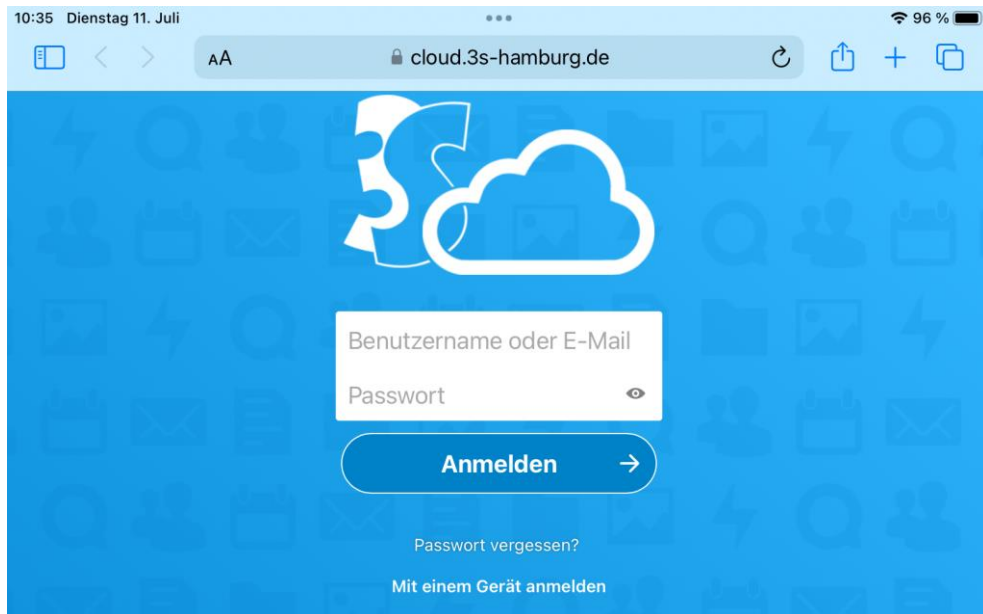 10:35 Dienstag 11. Juli
96 %
AA
cloud.3s-hamburg.de
3S
Benutzername oder E-Mail
Passwort
Anmelden
Passwort vergessen?
Mit einem Gerät anmelden